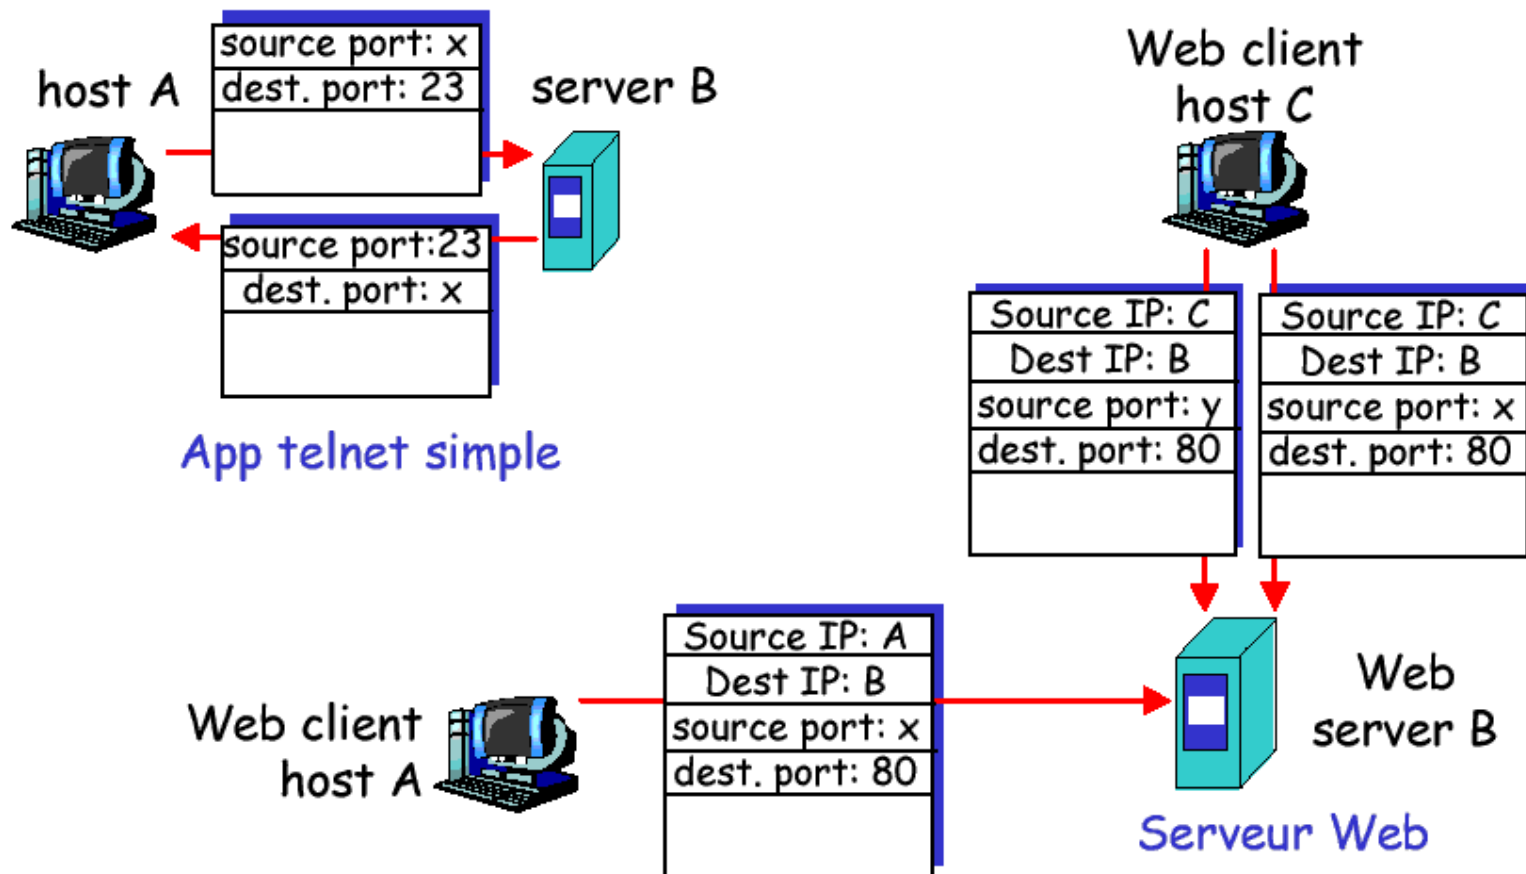 host A
source port: x
dest. port: 23
server B
source port:23
dest. port: x
App telnet simple
Web client
host C
Source IP: C
Dest IP: B
source port: y
dest. port: 80
Source IP: C
Dest IP: B
source port: x
dest. port: 80
Web client
host A
Source IP: A
Dest IP: B
source port: x
dest. port: 80
Web
server B
Serveur Web